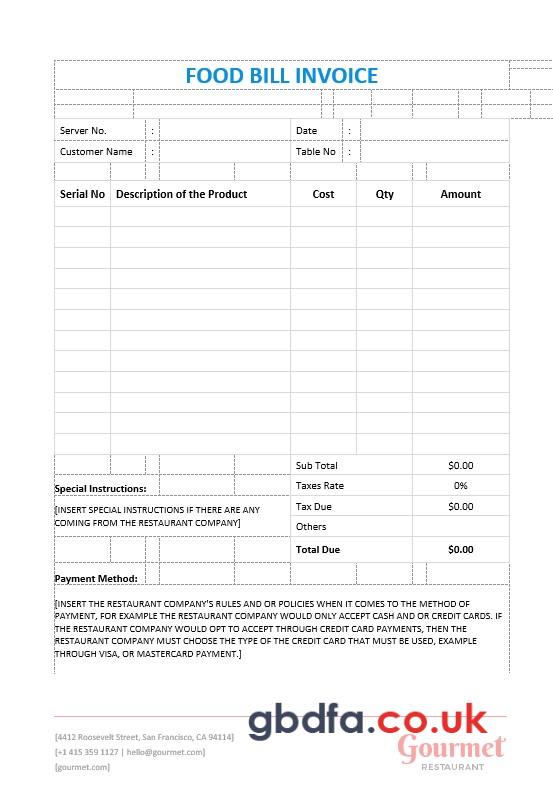 FOOD BILL INVOICE
Server No. : Date :
Customer Name : Table No :
Serial No Description of the Product Cost Qty Amount
Sub Total $0.00
Special Instructions: Taxes Rate 0%
[INSERT SPECIAL INSTRUCTIONS IF THERE ARE ANY Tax Due $0.00
COMING FROM THE RESTAURANT COMPANY] Others
Total Due $0.00
Payment Method:
[INSERT THE RESTAURANT COMPANY'S RULES AND OR POLICIES WHEN IT COMES TO THE METHOD OF
PAYMENT, FOR EXAMPLE THE RESTAURANT COMPANY WOULD ONLY ACCEPT CASH AND OR CREDIT CARDS. IF
THE RESTAURANT COMPANY WOULD OPT TO ACCEPT THROUGH CREDIT CARD PAYMENTS, THEN THE
RESTAURANT COMPANY MUST CHOOSE THE TYPE OF THE CREDIT CARD THAT MUST BE USED, EXAMPLE
THROUGH VISA, OR MASTERCARD PAYMENT.]
gbdfa.co.uk
[4412 Roosevelt Street, San Francisco, CA 94114]
[+1 415 359 1127 | hello@gourmet.com]
[gourmet.com]
Gourmet
RESTAURANT